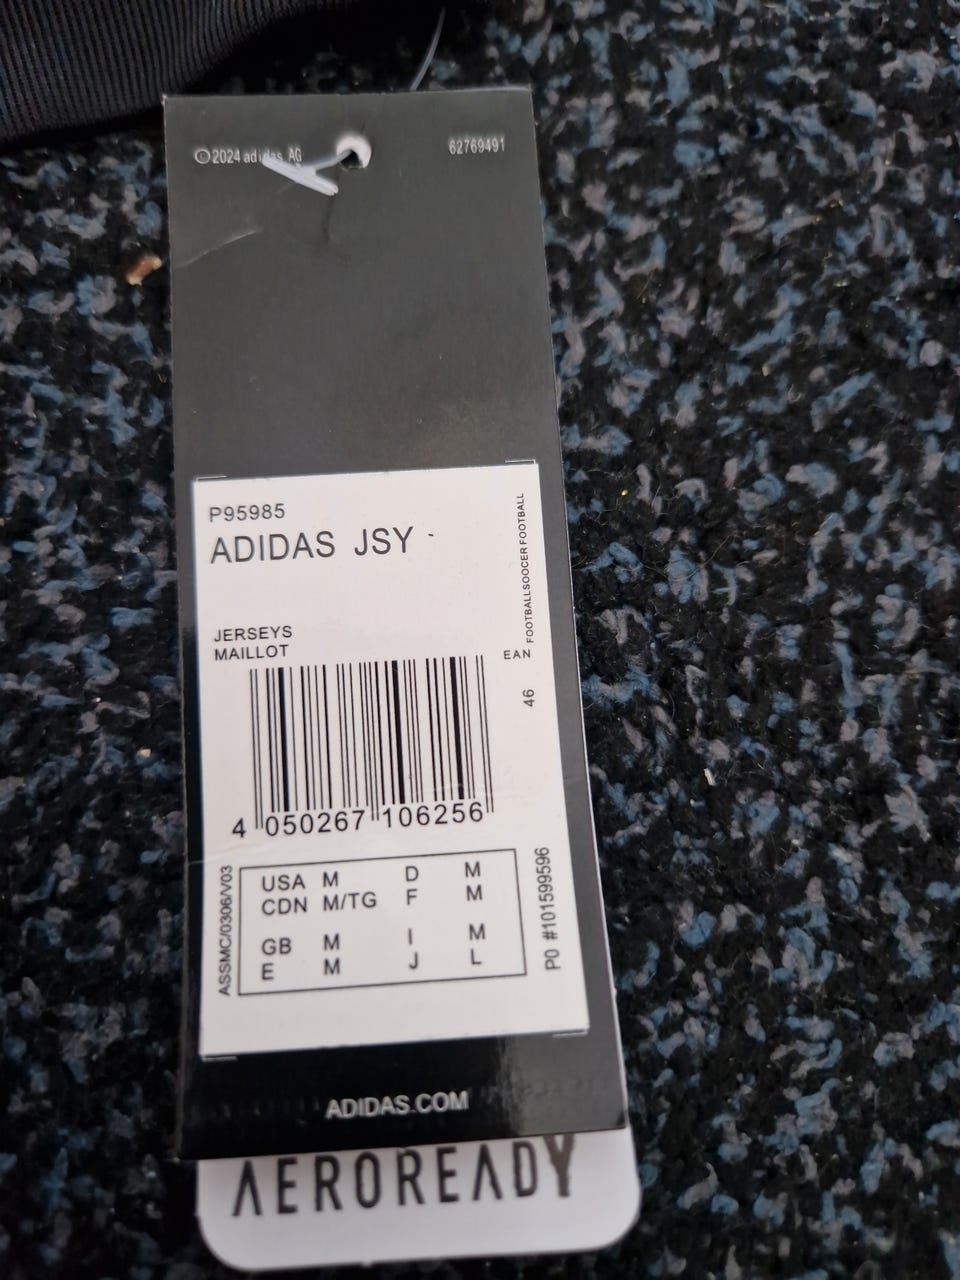 ©2024 adidas AG
62769491
P95985
ADIDAS JSY -
JERSEYS
MAILLOT
FOOTBALLSOOCER FOOTBALL
EAN
46
4 050267 106256
ASSMC/0306/V03
USA M D M
CDN M/TG F M
GB M I M
E M J L
PO #101599596
ADIDAS.COM
AEROREADY